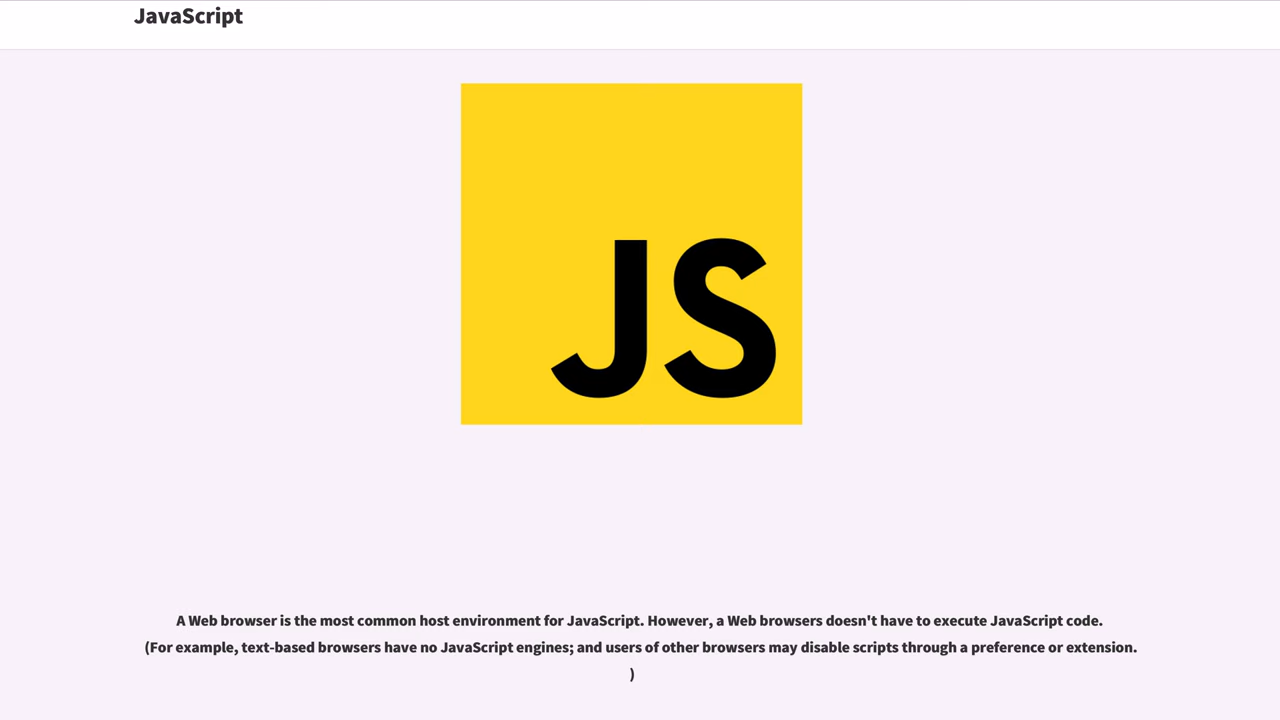 JavaScript
JS
A Web browser is the most common host environment for JavaScript. However, a Web browsers doesn't have to execute JavaScript code.
(For example, text-based browsers have no JavaScript engines; and users of other browsers may disable scripts through a preference or extension.
)